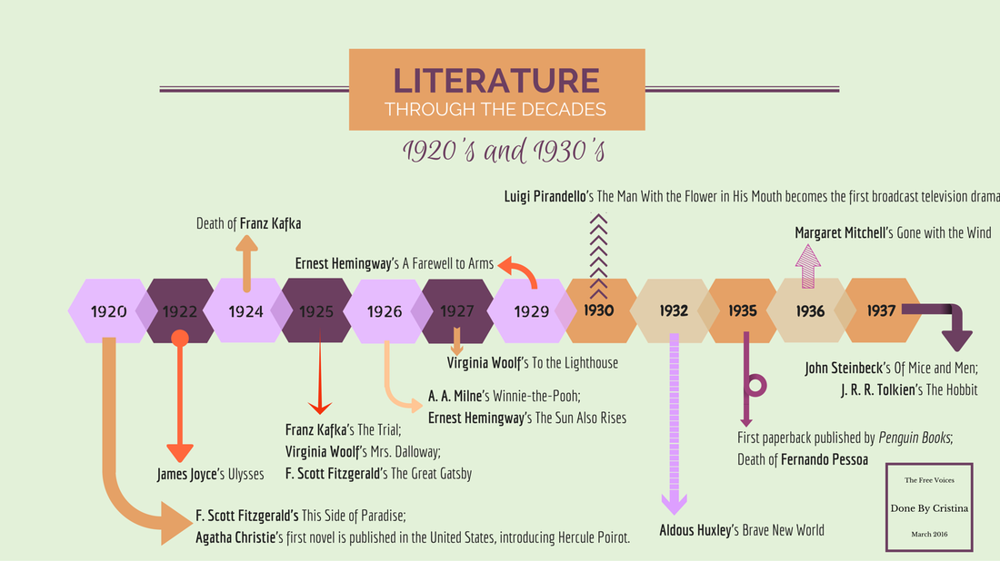 LITERATURE
THROUGH THE DECADES
1920's and 1930's
Luigi Pirandello's The Man With the Flower in His Mouth becomes the first broadcast television drama
Death of Franz Kafka
Margaret Mitchell's Gone with the Wind
Ernest Hemingway's A Farewell to Arms
1920 1922 1924 1925 1926 1927 1929 1930 1932 1935 1936 1937
Virginia Woolf's To the Lighthouse
John Steinbeck's Of Mice and Men;
J. R. R. Tolkien's The Hobbit
A. A. Milne's Winnie-the-Pooh;
Ernest Hemingway's The Sun Also Rises
Franz Kafka's The Trial;
Virginia Woolf's Mrs. Dalloway;
F. Scott Fitzgerald's The Great Gatsby
First paperback published by Penguin Books;
Death of Fernando Pessoa
James Joyce's Ulysses
F. Scott Fitzgerald's This Side of Paradise;
Agatha Christie's first novel is published in the United States, introducing Hercule Poirot.
Aldous Huxley's Brave New World
The Free Voices
Done By Cristina
March 2016